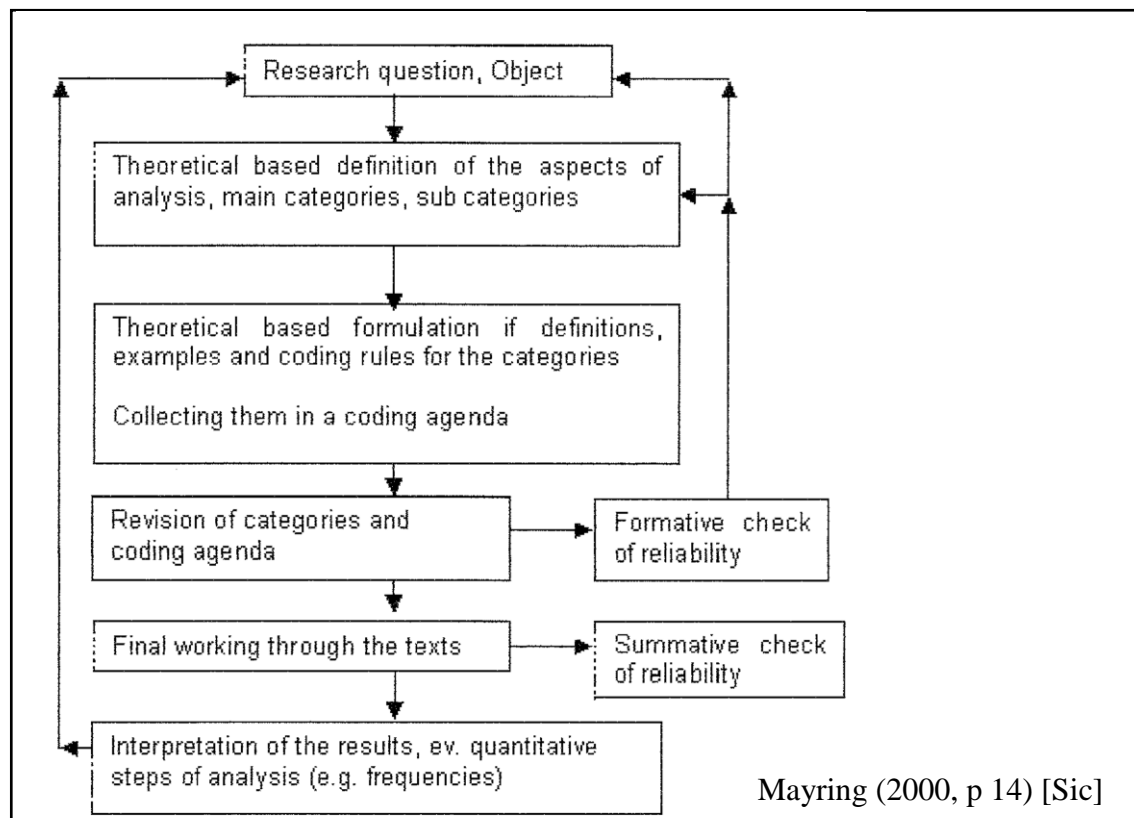 Research question, Object
Theoretical based definition of the aspects of
analysis, main categories, sub categories
Theoretical based formulation if definitions,
examples and coding rules for the categories
Collecting them in a coding agenda
Revision of categories and
coding agenda
Formative check
of reliability
Final working through the texts
Summative check
of reliability
Interpretation of the results, ev. quantitative
steps of analysis (e.g. frequencies)
Mayring (2000, p 14) [Sic]